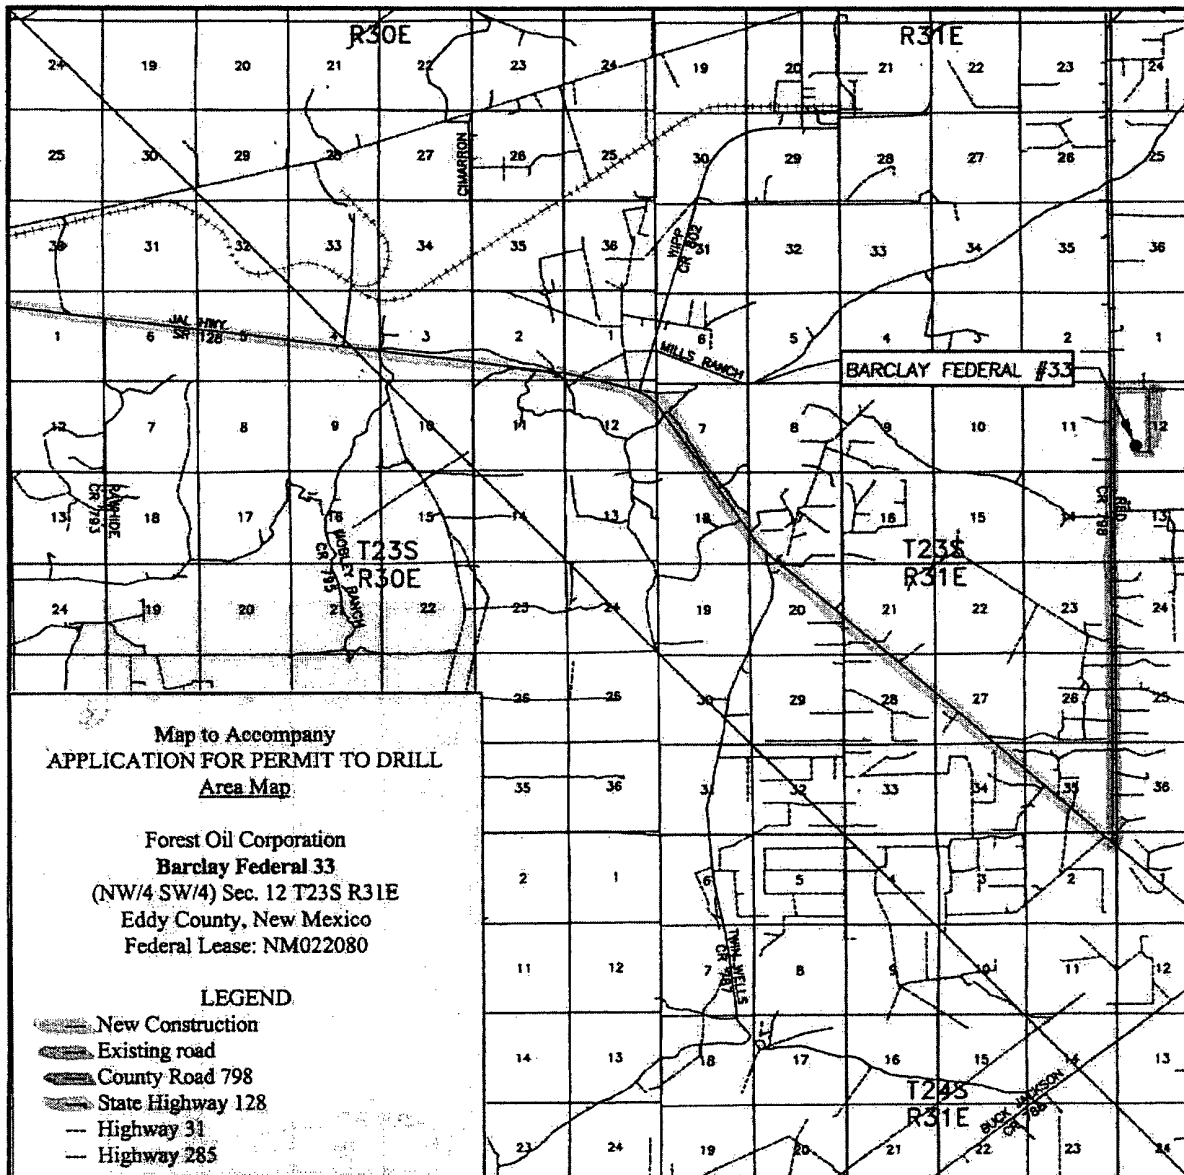 R30E R31E
24 19 20 21 22 23 24 19 20 21 22 23 24
25 30 29 28 27 26 25 30 29 28 27 26 25
CIMARRON
31 32 33 34 35 36 31 32 33 34 35 36
WIPP
CR 802
1 6 5 4 3 2 1 6 5 4 3 2 1
JAL HWY
SR 128
MILLS RANCH
BARCLAY FEDERAL #33
12 7 8 9 10 11 12 7 8 9 10 11 12
13 18 17 16 15 14 13 18 16 15 14 13
RAWHIDE
CR 793
MOBLEY RANCH
CR 795
CR 798
T23S
R30E
T23S
R31E
24 19 20 21 22 23 24 19 20 21 22 23 24
26 25 30 29 28 27 26 25
35 36 31 32 33 34 35 36
2 1 6 5 4 3 2 1
TWIN WELLS
11 12 7 8 9 10 11 12
14 13 18 17 16 15 14 13
T24S
R31E
BUCK JACKSON
23 24 19 20 21 22 23 24
Map to Accompany
APPLICATION FOR PERMIT TO DRILL
Area Map
Forest Oil Corporation
Barclay Federal 33
(NW/4 SW/4) Sec. 12 T23S R31E
Eddy County, New Mexico
Federal Lease: NM022080
LEGEND
New Construction
Existing road
County Road 798
State Highway 128
--- Highway 31
--- Highway 285